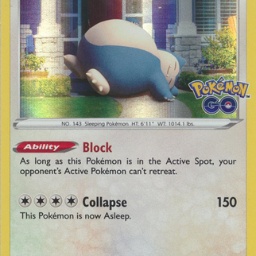 Pokémon
GO
NO. 143 Sleeping Pokémon HT: 6'11" WT: 1014.1 lbs.
Ability Block
As long as this Pokémon is in the Active Spot, your
opponent's Active Pokémon can't retreat.
Collapse 150
This Pokémon is now Asleep.